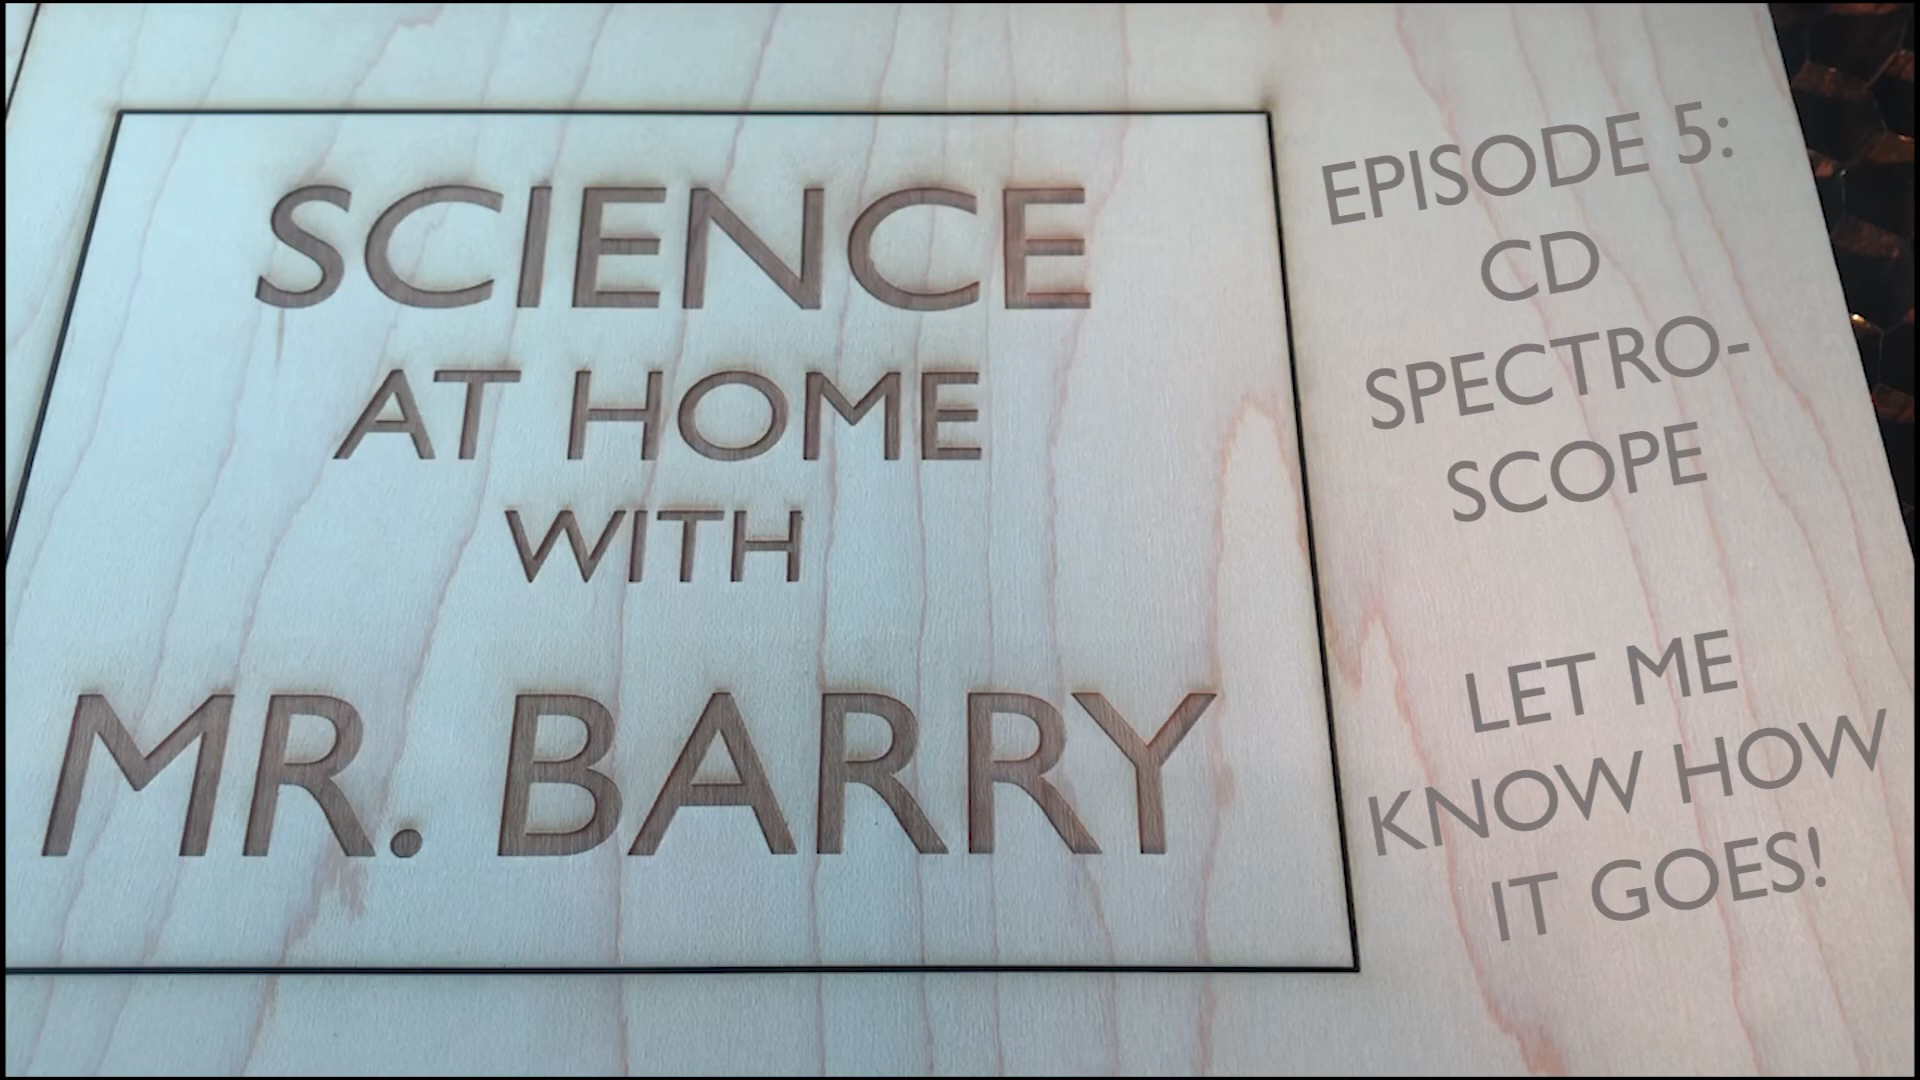 SCIENCE
AT HOME
WITH
MR. BARRY
EPISODE 5:
CD
SPECTRO-
SCOPE
LET ME
KNOW HOW
IT GOES!